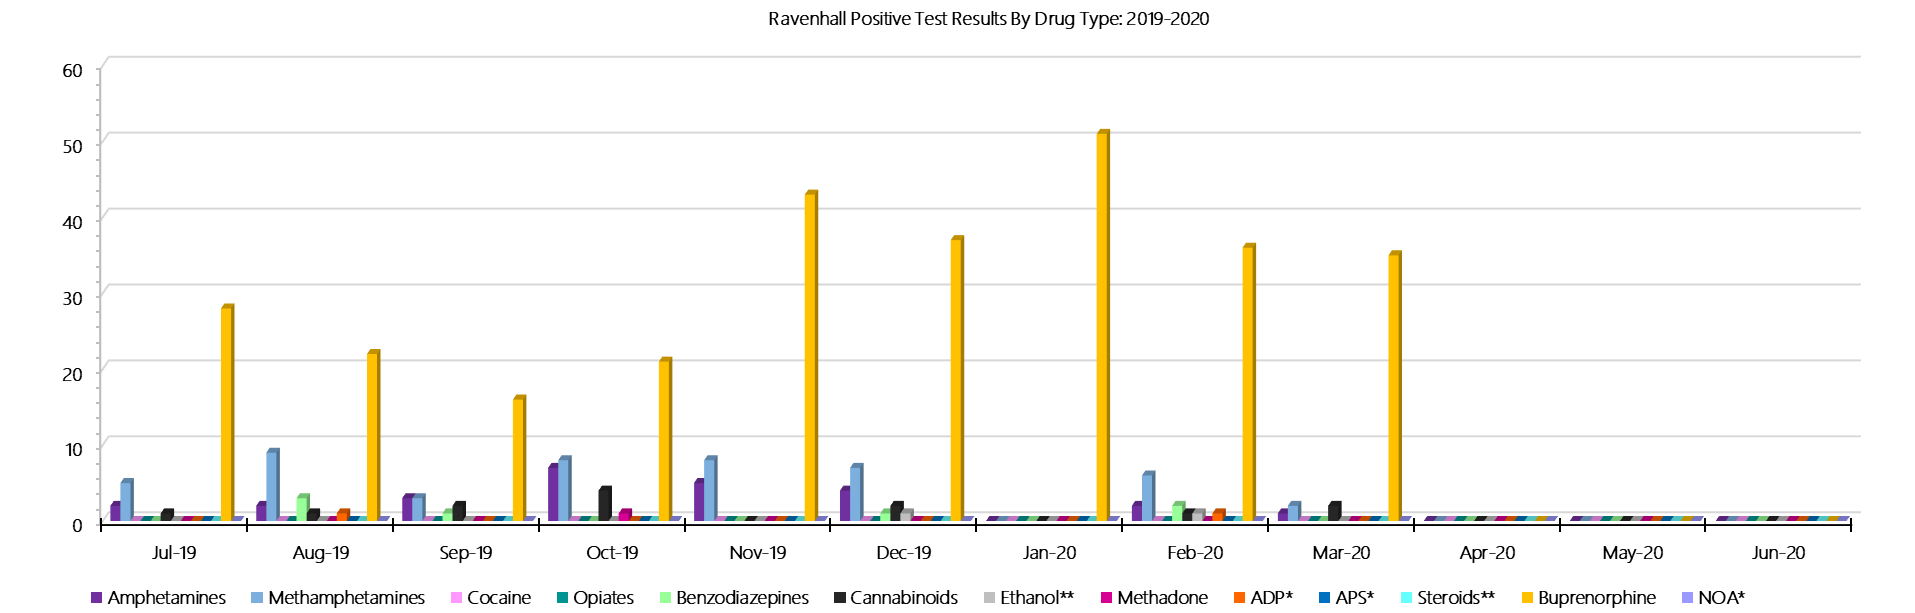 Ravenhall Positive Test Results By Drug Type: 2019-2020
60
50
40
30
20
10
0
Jul-19 Aug-19 Sep-19 Oct-19 Nov-19 Dec-19 Jan-20 Feb-20 Mar-20 Apr-20 May-20 Jun-20
Amphetamines Methamphetamines Cocaine Opiates Benzodiazepines Cannabinoids Ethanol** Methadone ADP* APS* Steroids** Buprenorphine NOA*